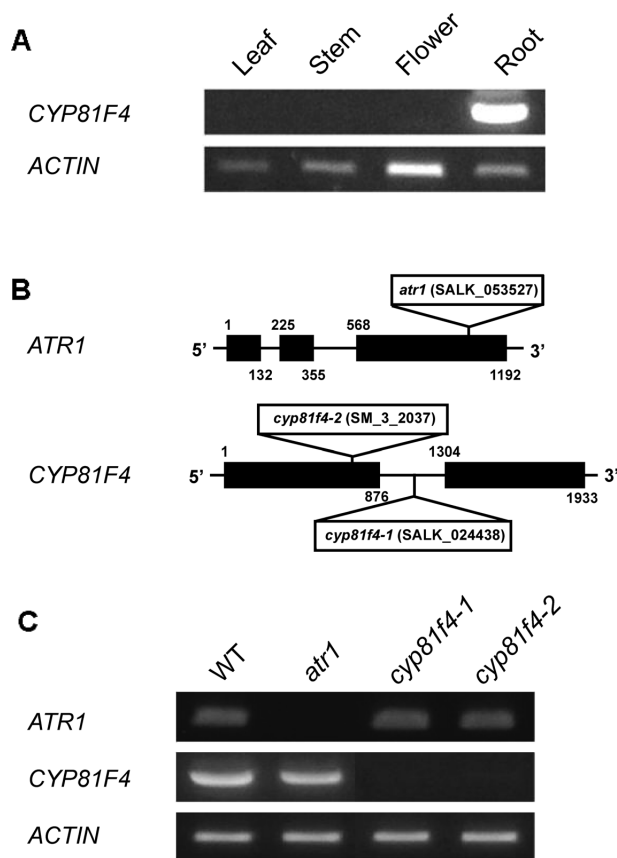 A
Leaf Stem Flower Root
CYP81F4
ACTIN
B
atr1 (SALK_053527)
1 225 568
ATR1 5’ 3’
132 355 1192
cyp81f4-2 (SM_3_2037)
1 1304
CYP81F4 5’ 3’
876 1933
cyp81f4-1 (SALK_024438)
C
WT atr1 cyp81f4-1 cyp81f4-2
ATR1
CYP81F4
ACTIN